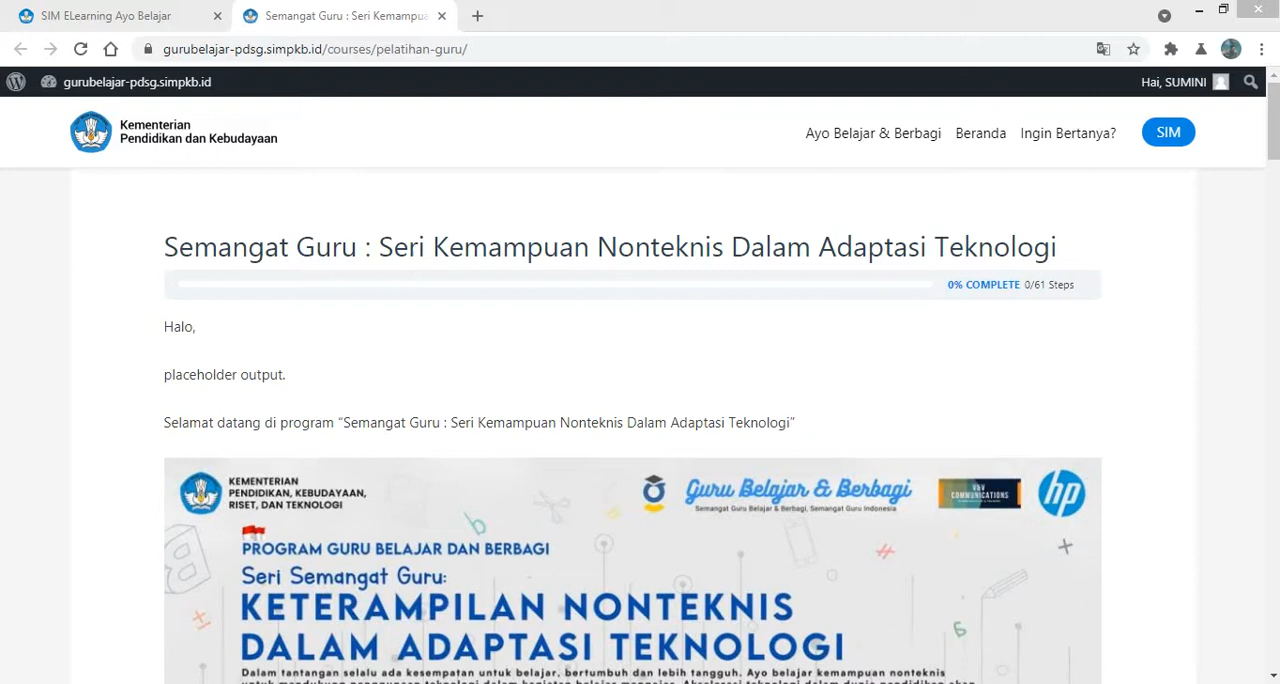 SIM ELearning Ayo Belajar
Semangat Guru : Seri Kemampua
gurubelajar-pdsg.simpkb.id/courses/pelatihan-guru/
gurubelajar-pdsg.simpkb.id
Hai, SUMINI
Kementerian
Pendidikan dan Kebudayaan
Ayo Belajar & Berbagi
Beranda
Ingin Bertanya?
SIM
Semangat Guru : Seri Kemampuan Nonteknis Dalam Adaptasi Teknologi
0% COMPLETE 0/61 Steps
Halo,
placeholder output.
Selamat datang di program “Semangat Guru : Seri Kemampuan Nonteknis Dalam Adaptasi Teknologi”
KEMENTERIAN
PENDIDIKAN, KEBUDAYAAN,
RISET, DAN TEKNOLOGI
Guru Belajar & Berbagi
Semangat Guru Belajar & Berbagi, Semangat Guru Indonesia
COMMUNICATIONS
hp
PROGRAM GURU BELAJAR DAN BERBAGI
Seri Semangat Guru:
KETERAMPILAN NONTEKNIS
DALAM ADAPTASI TEKNOLOGI
Dalam tantangan selalu ada kesempatan untuk belajar, bertumbuh dan lebih tangguh. Ayo belajar kemampuan nonteknis